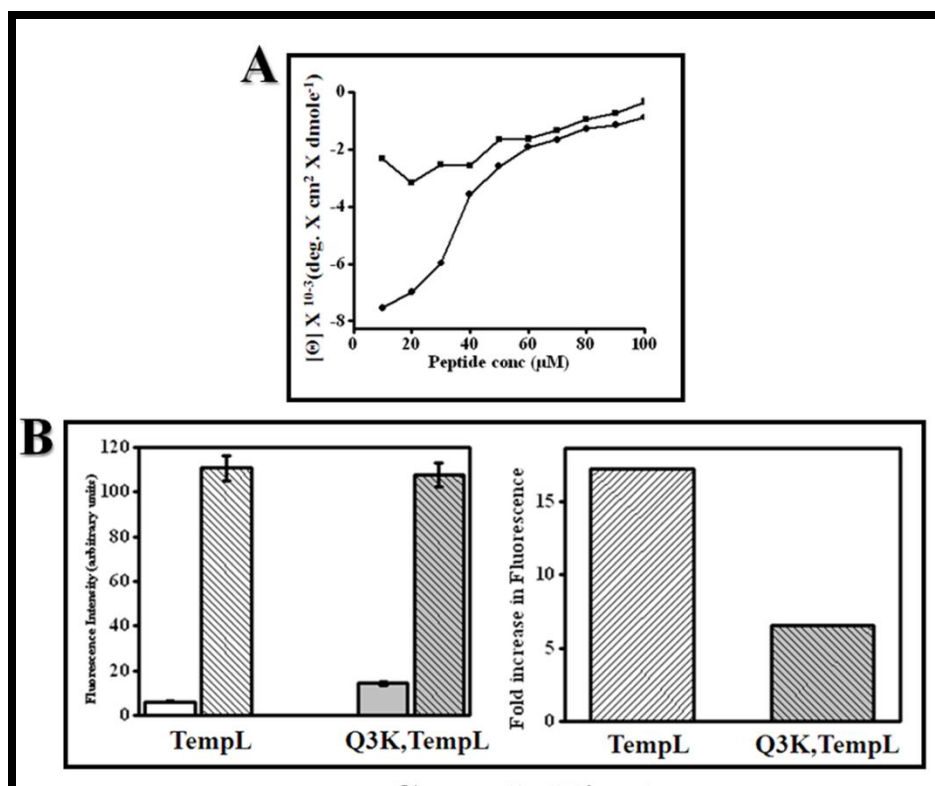 A
[Θ] X 10-3(deg. X cm2 X dmole-1)
0
-2
-4
-6
-8
0 20 40 60 80 100
Peptide conc (µM)
B
Fluorescence Intensity (arbitrary units)
120
100
80
60
40
20
0
TempL Q3K,TempL
Fold increase in Fluorescence
15
10
5
0
TempL Q3K,TempL